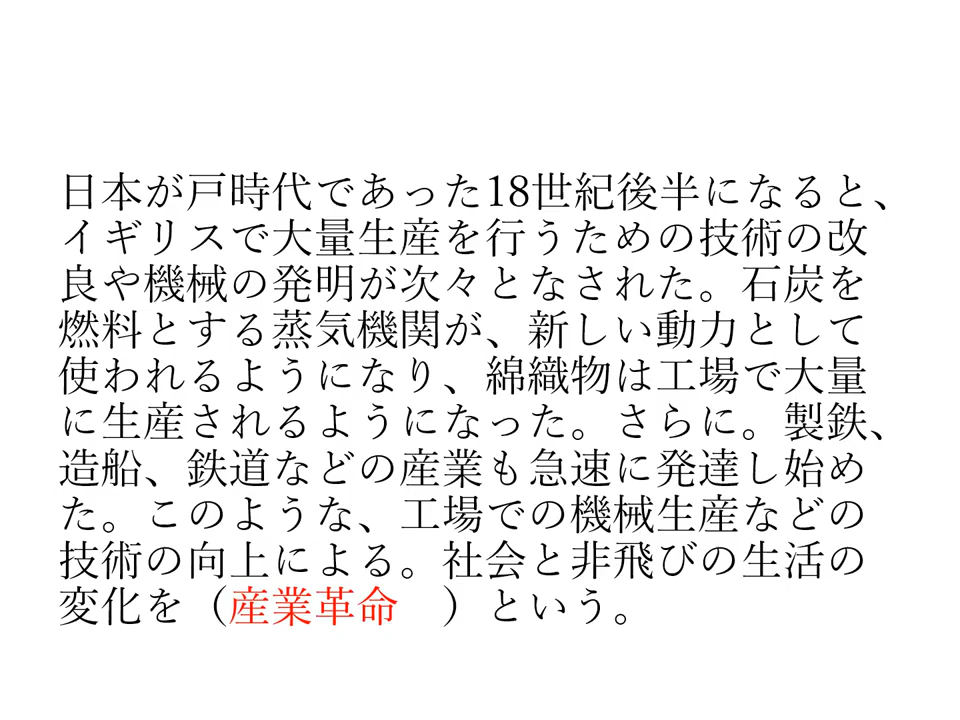 日本が戸時代であった18世紀後半になると、
イギリスで大量生産を行うための技術の改
良や機械の発明が次々となされた。石炭を
燃料とする蒸気機関が、新しい動力として
使われるようになり、綿織物は工場で大量
に生産されるようになった。さらに。製鉄、
造船、鉄道などの産業も急速に発達し始め
た。このような、工場での機械生産などの
技術の向上による。社会と非飛びの生活の
変化を（産業革命　）という。